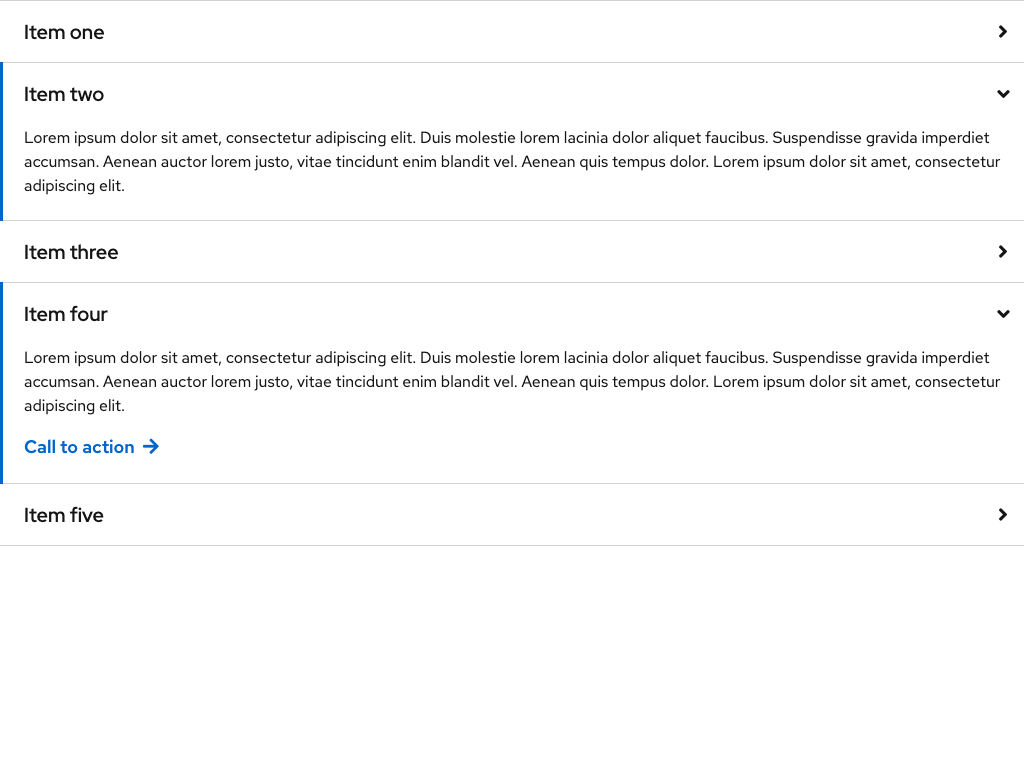 Item one
Item two
Lorem ipsum dolor sit amet, consectetur adipiscing elit. Duis molestie lorem lacinia dolor aliquet faucibus. Suspendisse gravida imperdiet
accumsan. Aenean auctor lorem justo, vitae tincidunt enim blandit vel. Aenean quis tempus dolor. Lorem ipsum dolor sit amet, consectetur
adipiscing elit.
Item three
Item four
Lorem ipsum dolor sit amet, consectetur adipiscing elit. Duis molestie lorem lacinia dolor aliquet faucibus. Suspendisse gravida imperdiet
accumsan. Aenean auctor lorem justo, vitae tincidunt enim blandit vel. Aenean quis tempus dolor. Lorem ipsum dolor sit amet, consectetur
adipiscing elit.
Call to action
Item five